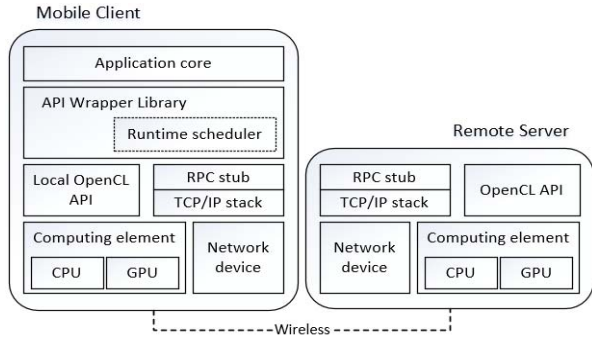 Mobile Client
Application core
API Wrapper Library
Runtime scheduler
Local OpenCL
API
RPC stub
TCP/IP stack
Computing element
CPU
GPU
Network
device
Remote Server
RPC stub
TCP/IP stack
OpenCL API
Network
device
Computing element
CPU
GPU
Wireless